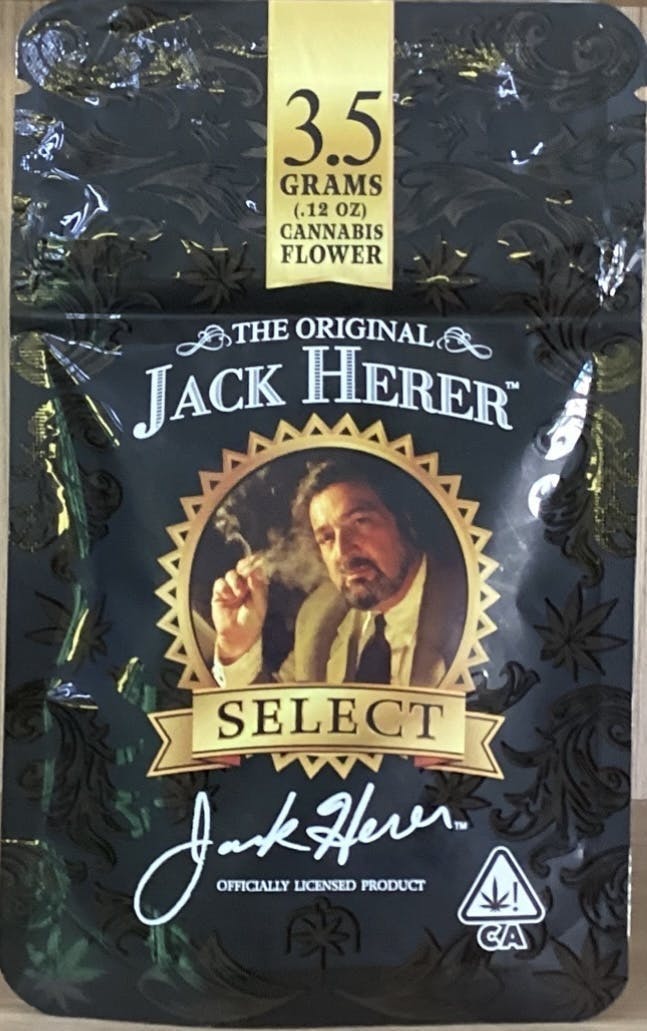 3.5
GRAMS
(.12 OZ)
CANNABIS
FLOWER
THE ORIGINAL
JACK HERER™
SELECT
Jack Herer™
OFFICIALLY LICENSED PRODUCT
!
CA